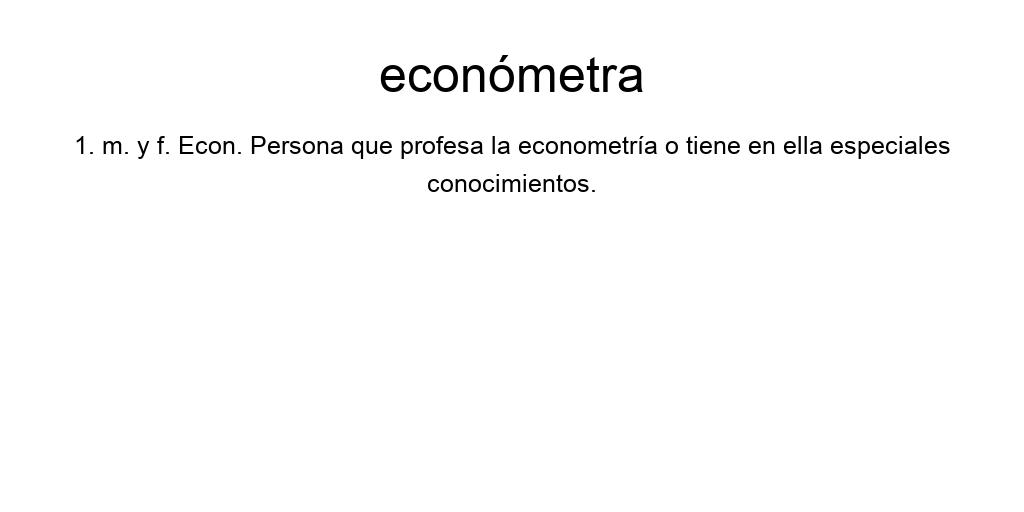 económetra
1. m. y f. Econ. Persona que profesa la econometría o tiene en ella especiales
conocimientos.